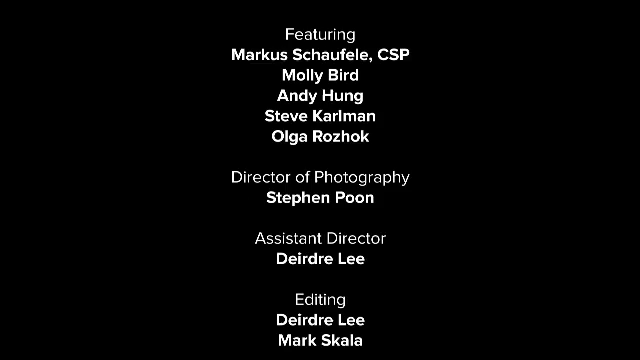 Featuring
Markus Schaufele, CSP
Molly Bird
Andy Hung
Steve Karlman
Olga Rozhok
Director of Photography
Stephen Poon
Assistant Director
Deirdre Lee
Editing
Deirdre Lee
Mark Skala